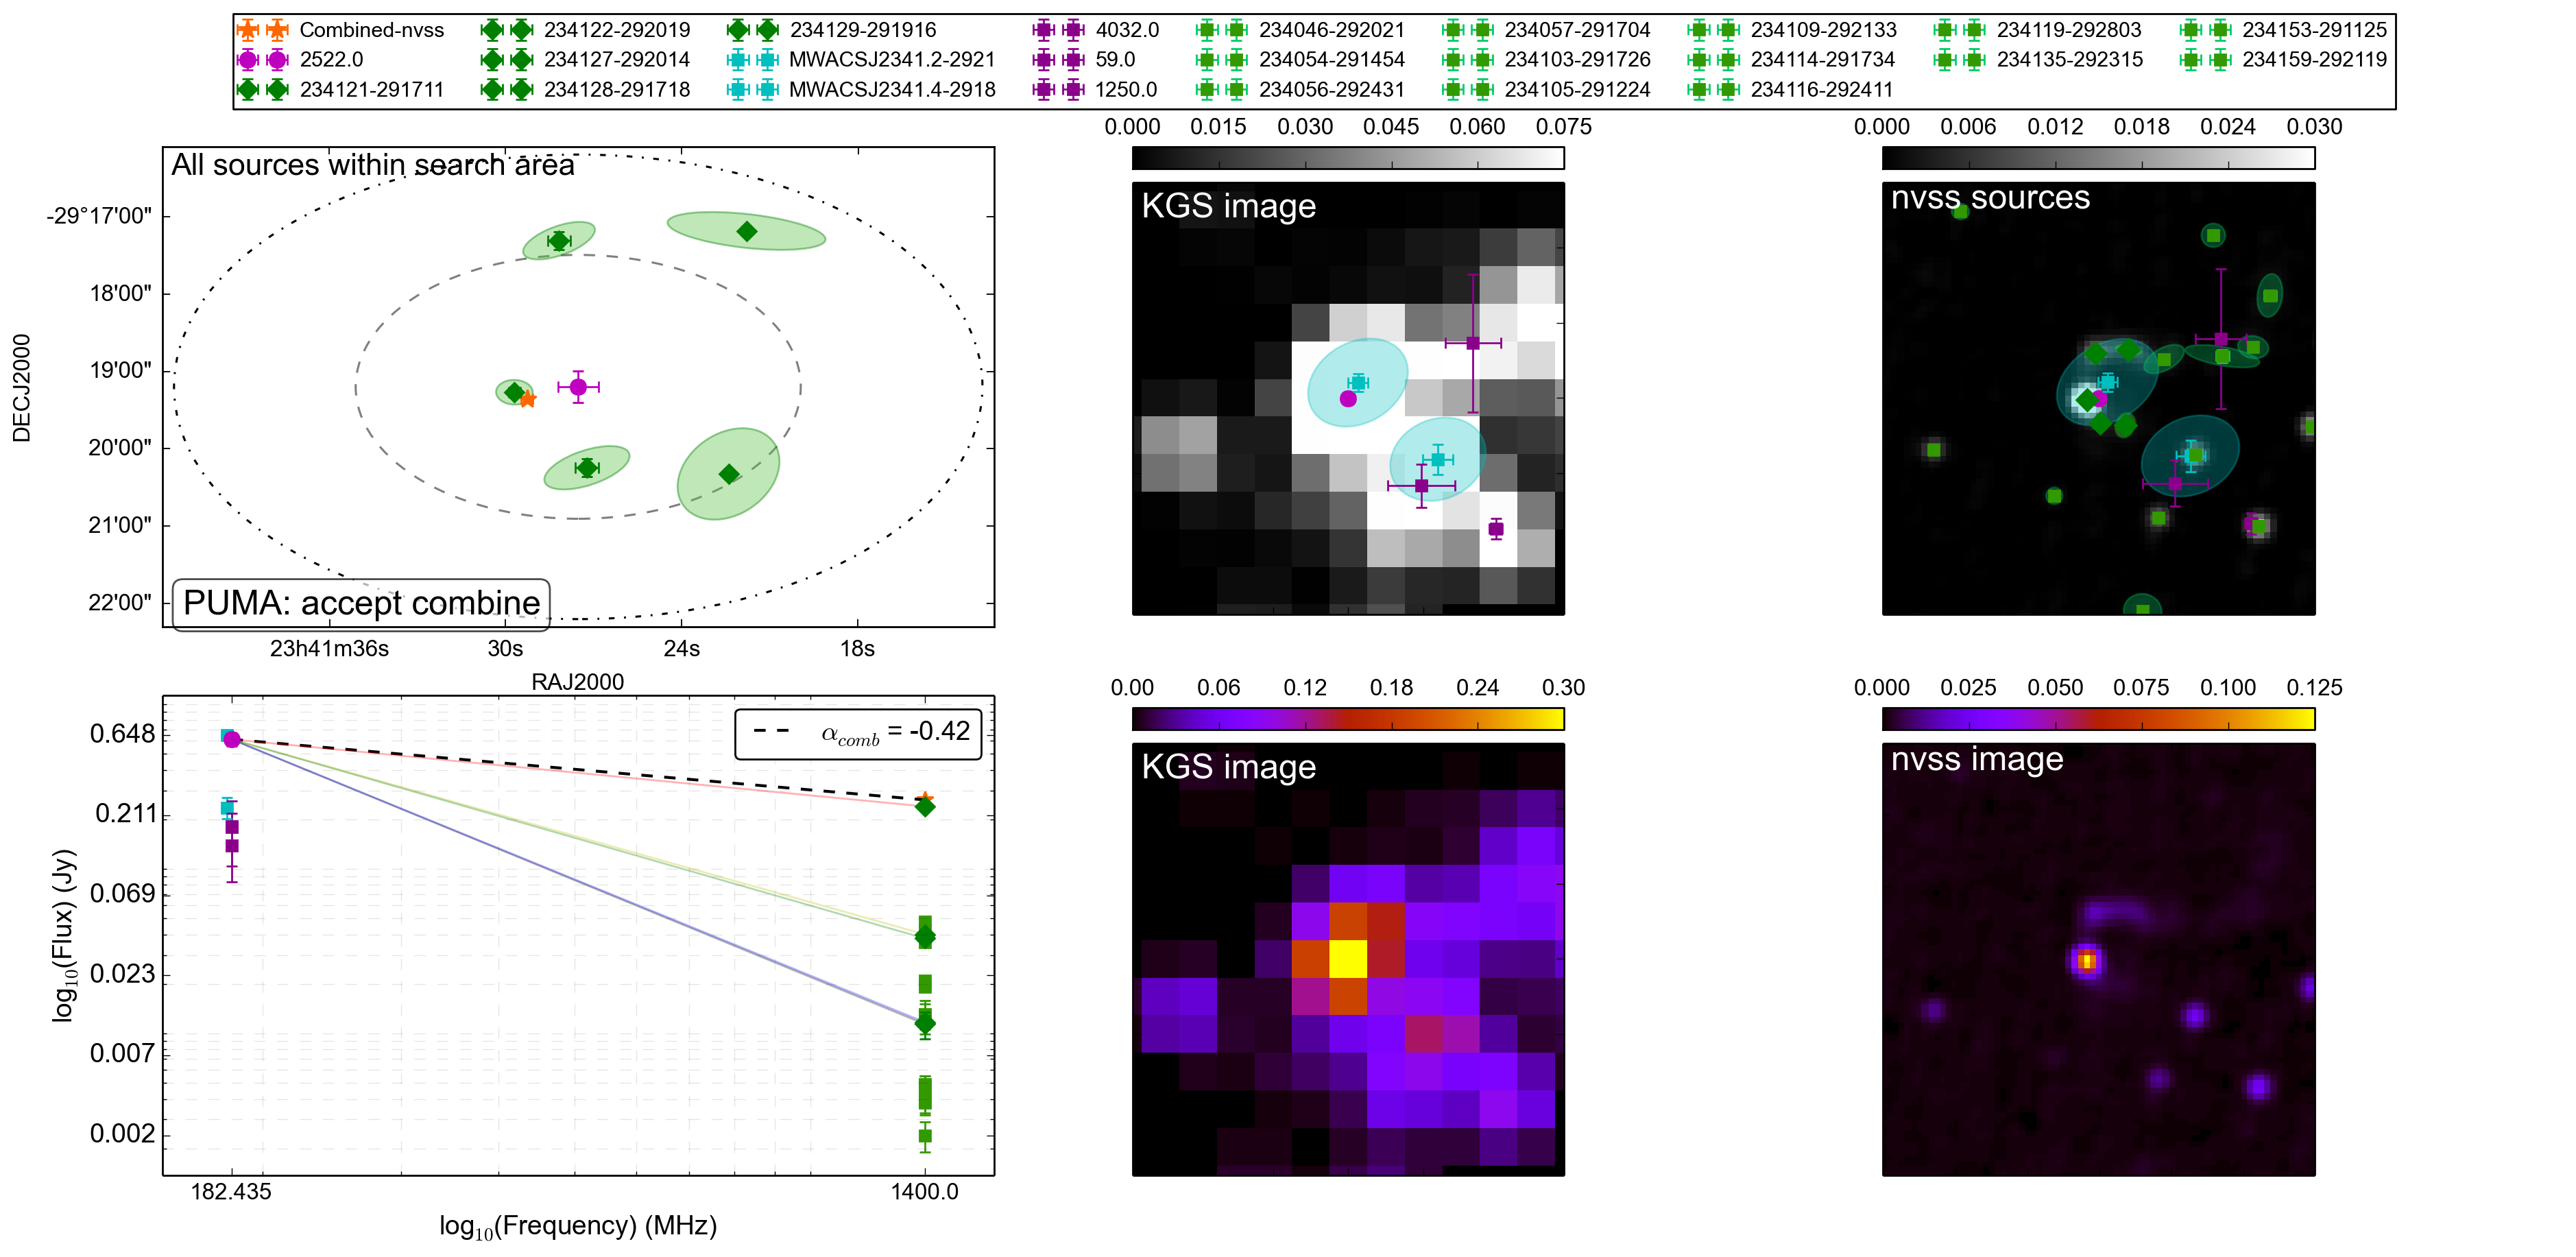 Combined-nvss 234122-292019 234129-291916 4032.0 234046-292021 234057-291704 234109-292133 234119-292803 234153-291125
2522.0 234127-292014 MWACSJ2341.2-2921 59.0 234054-291454 234103-291726 234114-291734 234135-292315 234159-292119
234121-291711 234128-291718 MWACSJ2341.4-2918 1250.0 234056-292431 234105-291224 234116-292411
All sources within search area
-29°17'00"
18'00"
19'00"
20'00"
21'00"
22'00"
DECJ2000
PUMA: accept combine
23h41m36s 30s 24s 18s
RAJ2000
0.000 0.015 0.030 0.045 0.060 0.075
KGS image
0.000 0.006 0.012 0.018 0.024 0.030
nvss sources
α_comb = -0.42
0.648
0.211
0.069
0.023
0.007
0.002
log₁₀(Flux) (Jy)
182.435 1400.0
log₁₀(Frequency) (MHz)
0.00 0.06 0.12 0.18 0.24 0.30
KGS image
0.000 0.025 0.050 0.075 0.100 0.125
nvss image